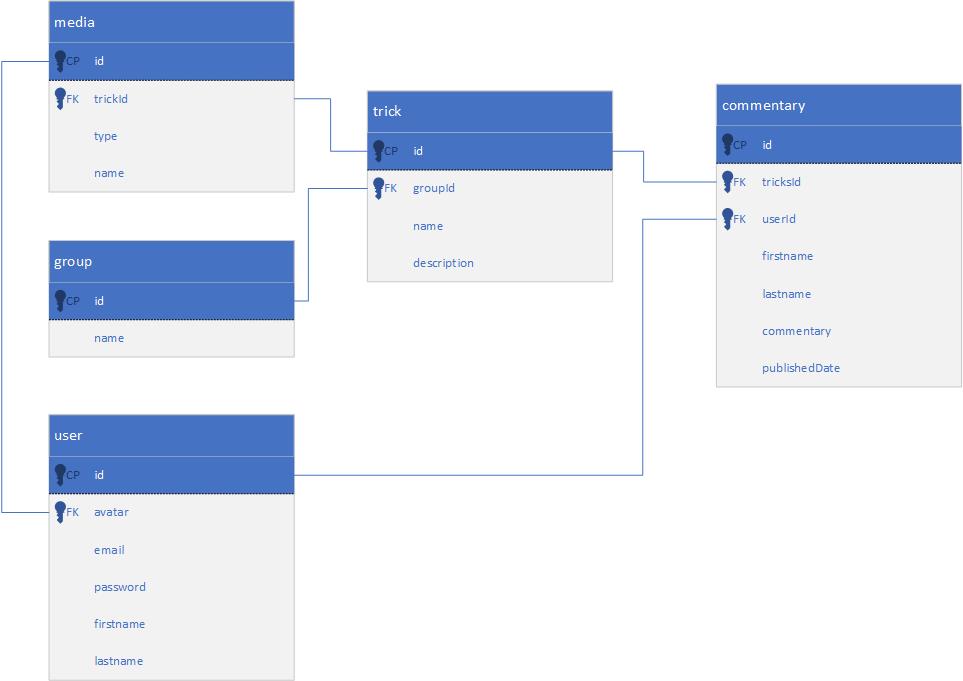 media
CP id
FK trickId
type
name
group
CP id
name
user
CP id
FK avatar
email
password
firstname
lastname
trick
CP id
FK groupId
name
description
commentary
CP id
FK tricksId
FK userId
firstname
lastname
commentary
publishedDate